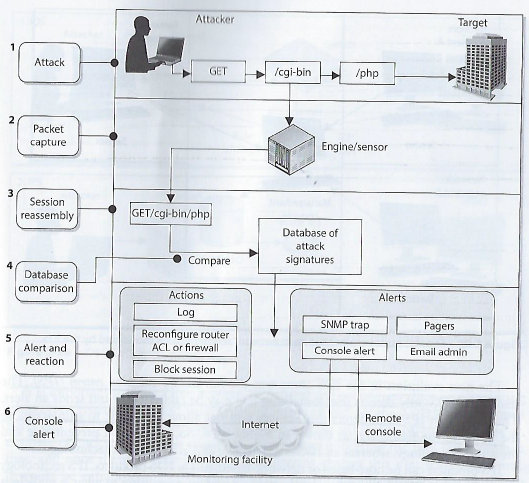 Attacker
Target
1
Attack
GET
/cgi-bin
/php
2
Packet
capture
Engine/sensor
3
Session
reassembly
GET/cgi-bin/php
Database of
attack
signatures
4
Database
comparison
Compare
5
Alert and
reaction
Actions
Log
Reconfigure router
ACL or firewall
Block session
Alerts
SNMP trap
Pagers
Console alert
Email admin
6
Console
alert
Internet
Monitoring facility
Remote
console